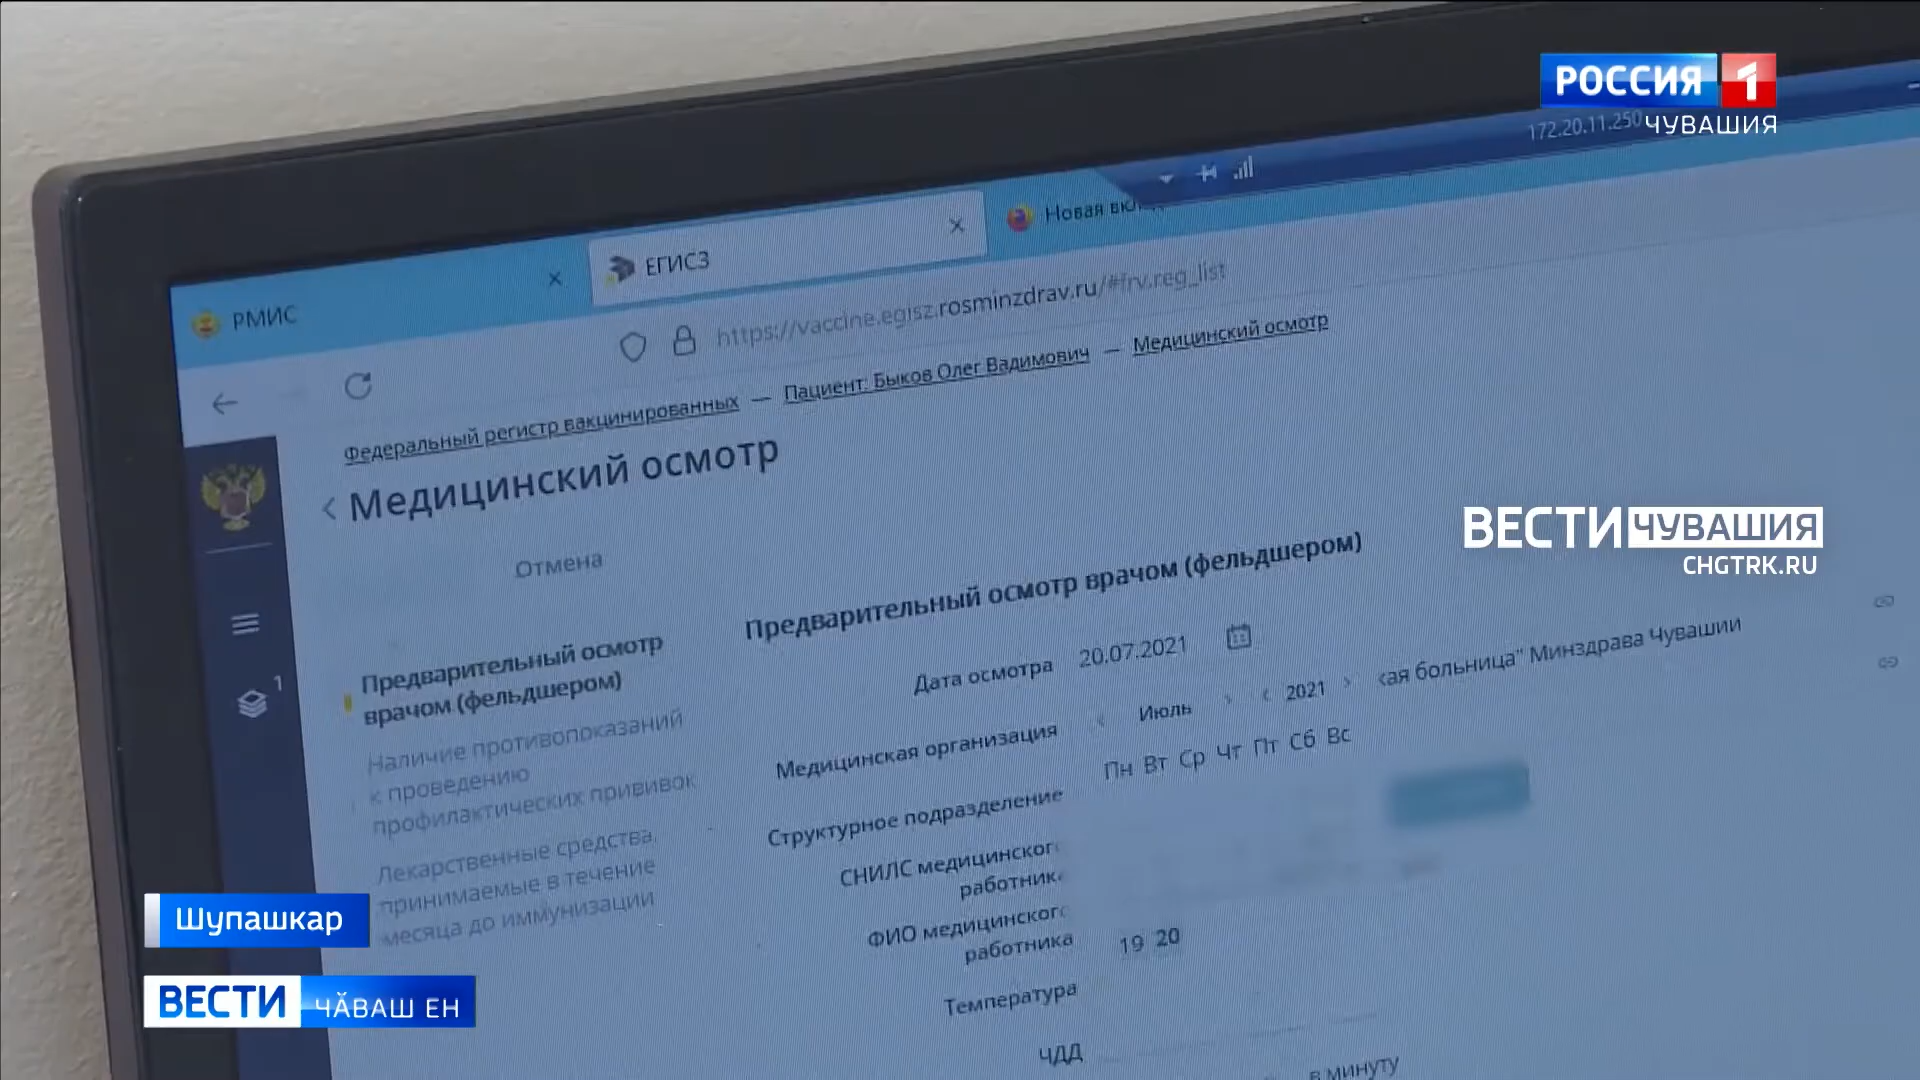 РОССИЯ 1
ЧУВАШИЯ
172.20.11.250
РМИС
ЕГИСЗ
Новая
https://vaccine.egisz.rosminzdrav.ru/#frv.reg_list
Федеральный регистр вакцинированных — Пациент: Быков Олег Вадимович — Медицинский осмотр
Медицинский осмотр
Отмена
ВЕСТИ ЧУВАШИЯ
CHGTRK.RU
1
Предварительный осмотр
врачом (фельдшером)
Наличие противопоказаний
к проведению
профилактических прививок
Лекарственные средства,
принимаемые в течение
месяца до иммунизации
Предварительный осмотр врачом (фельдшером)
Дата осмотра 20.07.2021
Медицинская организация
Июль 2021
кая больница" Минздрава Чувашии
Пн Вт Ср Чт Пт Сб Вс
Структурное подразделение
СНИЛС медицинского
работника
ФИО медицинского
работника
19 20
Температура
ЧДД
в минуту
Шупашкар
ВЕСТИ ЧӐВАШ ЕН